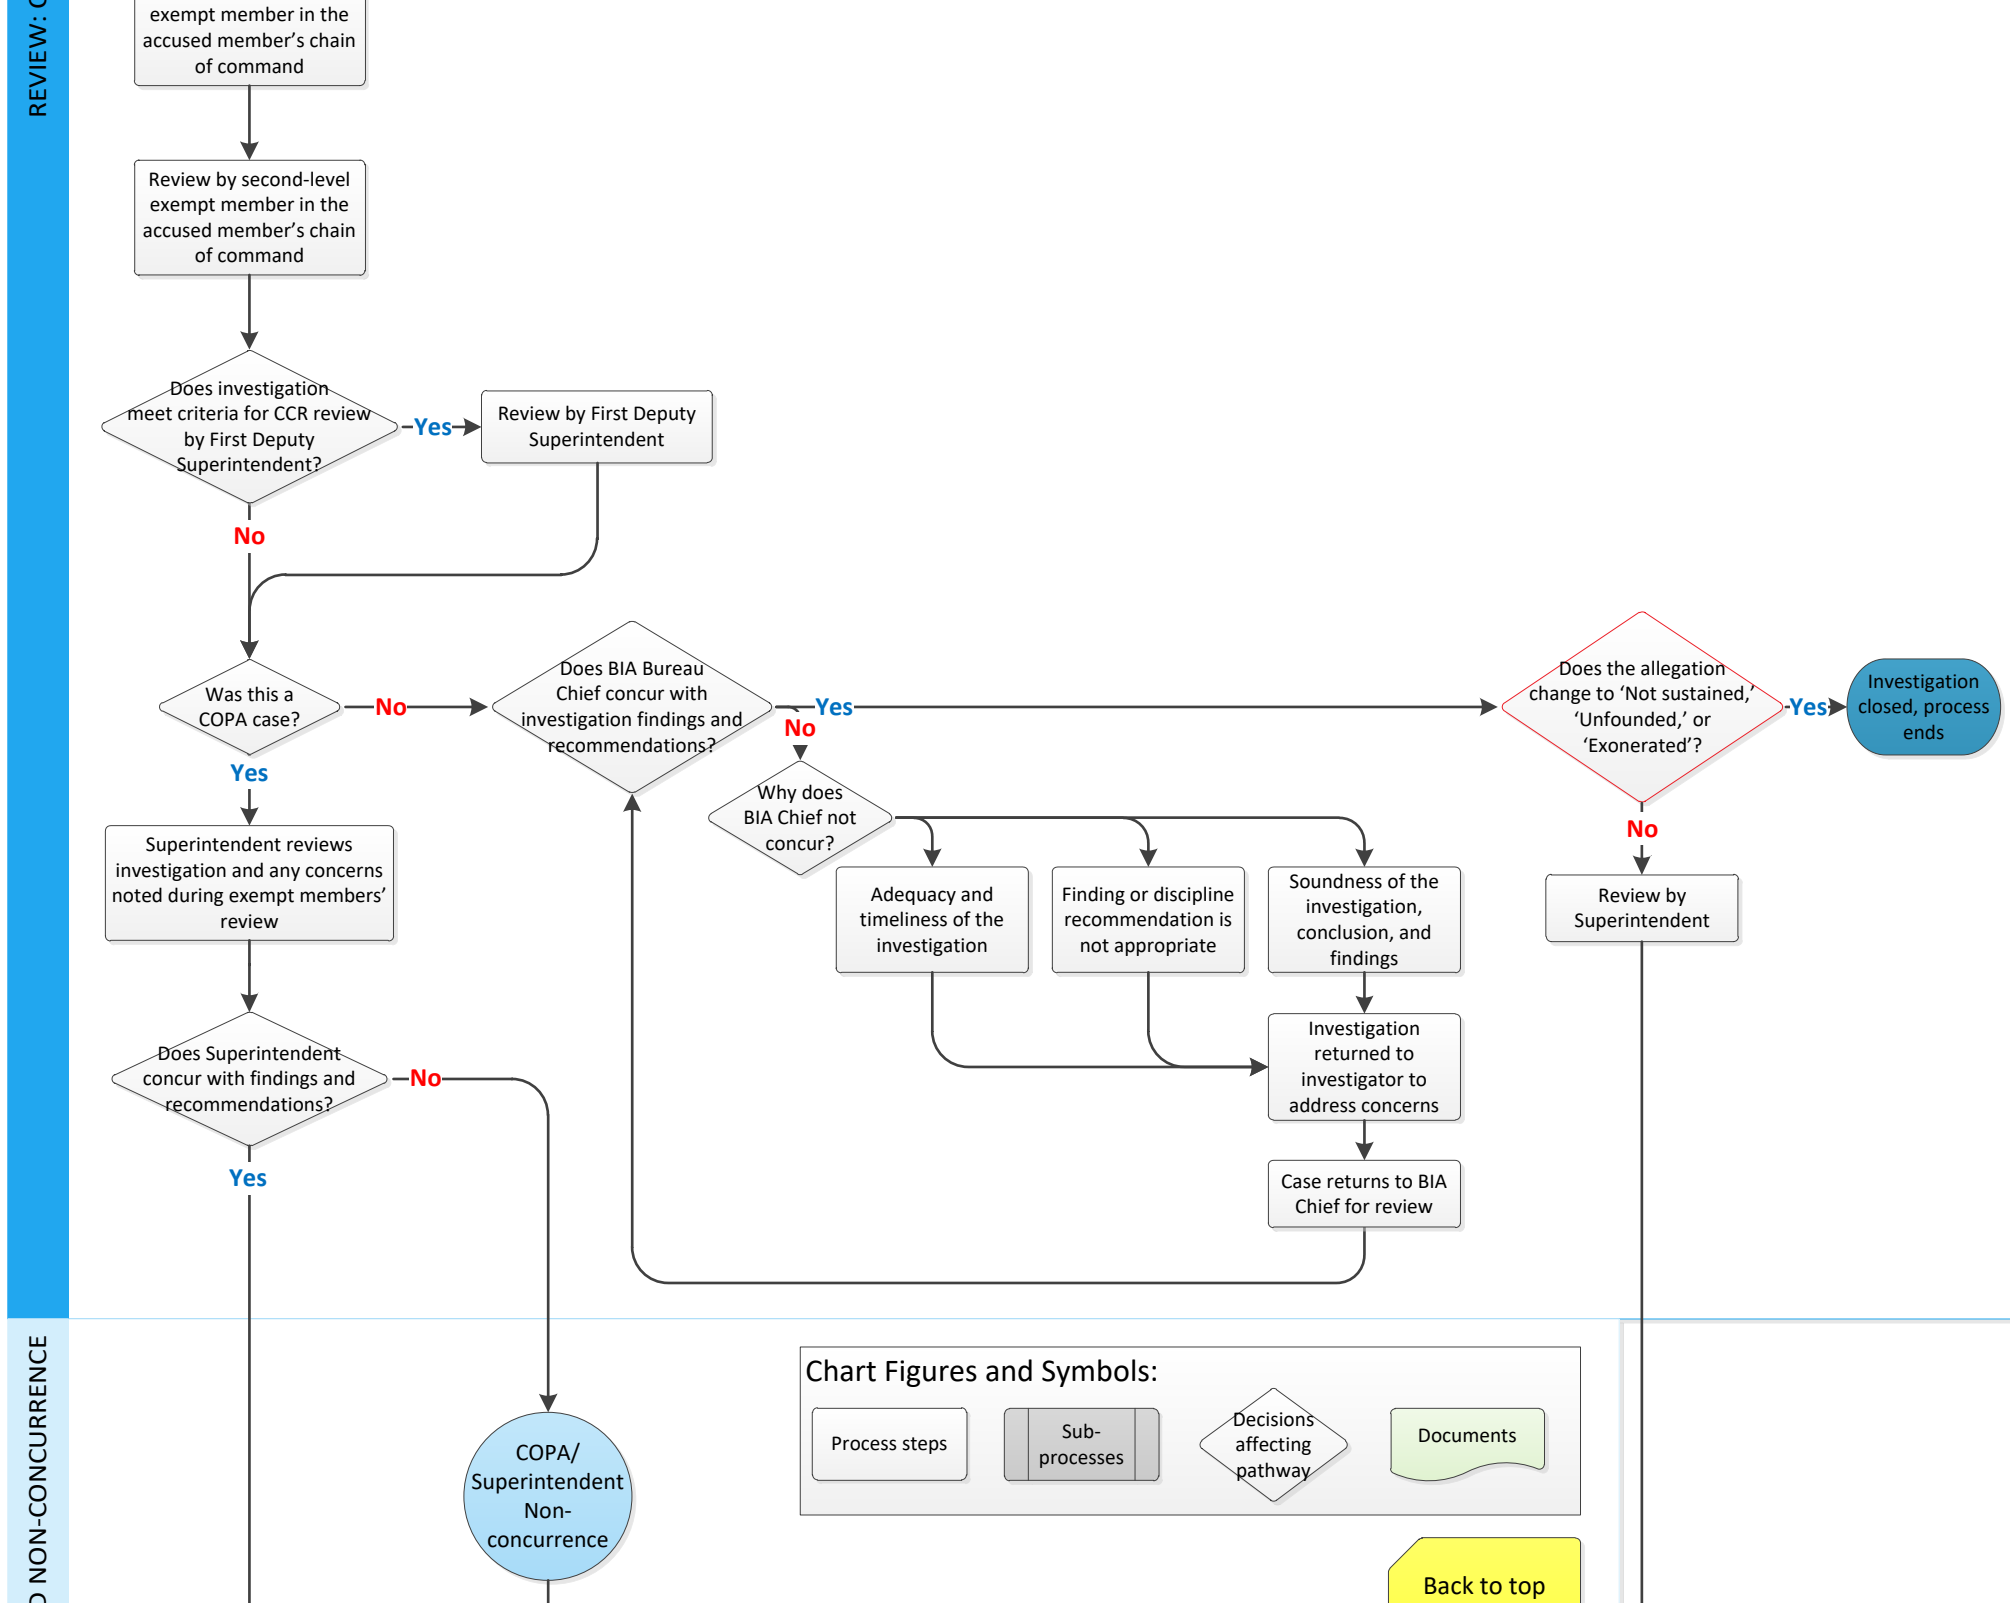 REVIEW:
exempt member in the
accused member's chain
of command
Review by second-level
exempt member in the
accused member's chain
of command
Does investigation
meet criteria for CCR review
by First Deputy
Superintendent?
Yes
Review by First Deputy
Superintendent
No
Was this a
COPA case?
No
Does BIA Bureau
Chief concur with
investigation findings and
recommendations?
Yes
No
Does the allegation
change to ‘Not sustained,’
‘Unfounded,’ or
‘Exonerated’?
Yes
Investigation
closed, process
ends
Yes
Why does
BIA Chief not
concur?
No
Superintendent reviews
investigation and any concerns
noted during exempt members’
review
Adequacy and
timeliness of the
investigation
Finding or discipline
recommendation is
not appropriate
Soundness of the
investigation,
conclusion, and
findings
Review by
Superintendent
Does Superintendent
concur with findings and
recommendations?
No
Investigation
returned to
investigator to
address concerns
Yes
Case returns to BIA
Chief for review
NON-CONCURRENCE
Chart Figures and Symbols:
Process steps
Sub-
processes
Decisions
affecting
pathway
Documents
COPA/
Superintendent
Non-
concurrence
Back to top